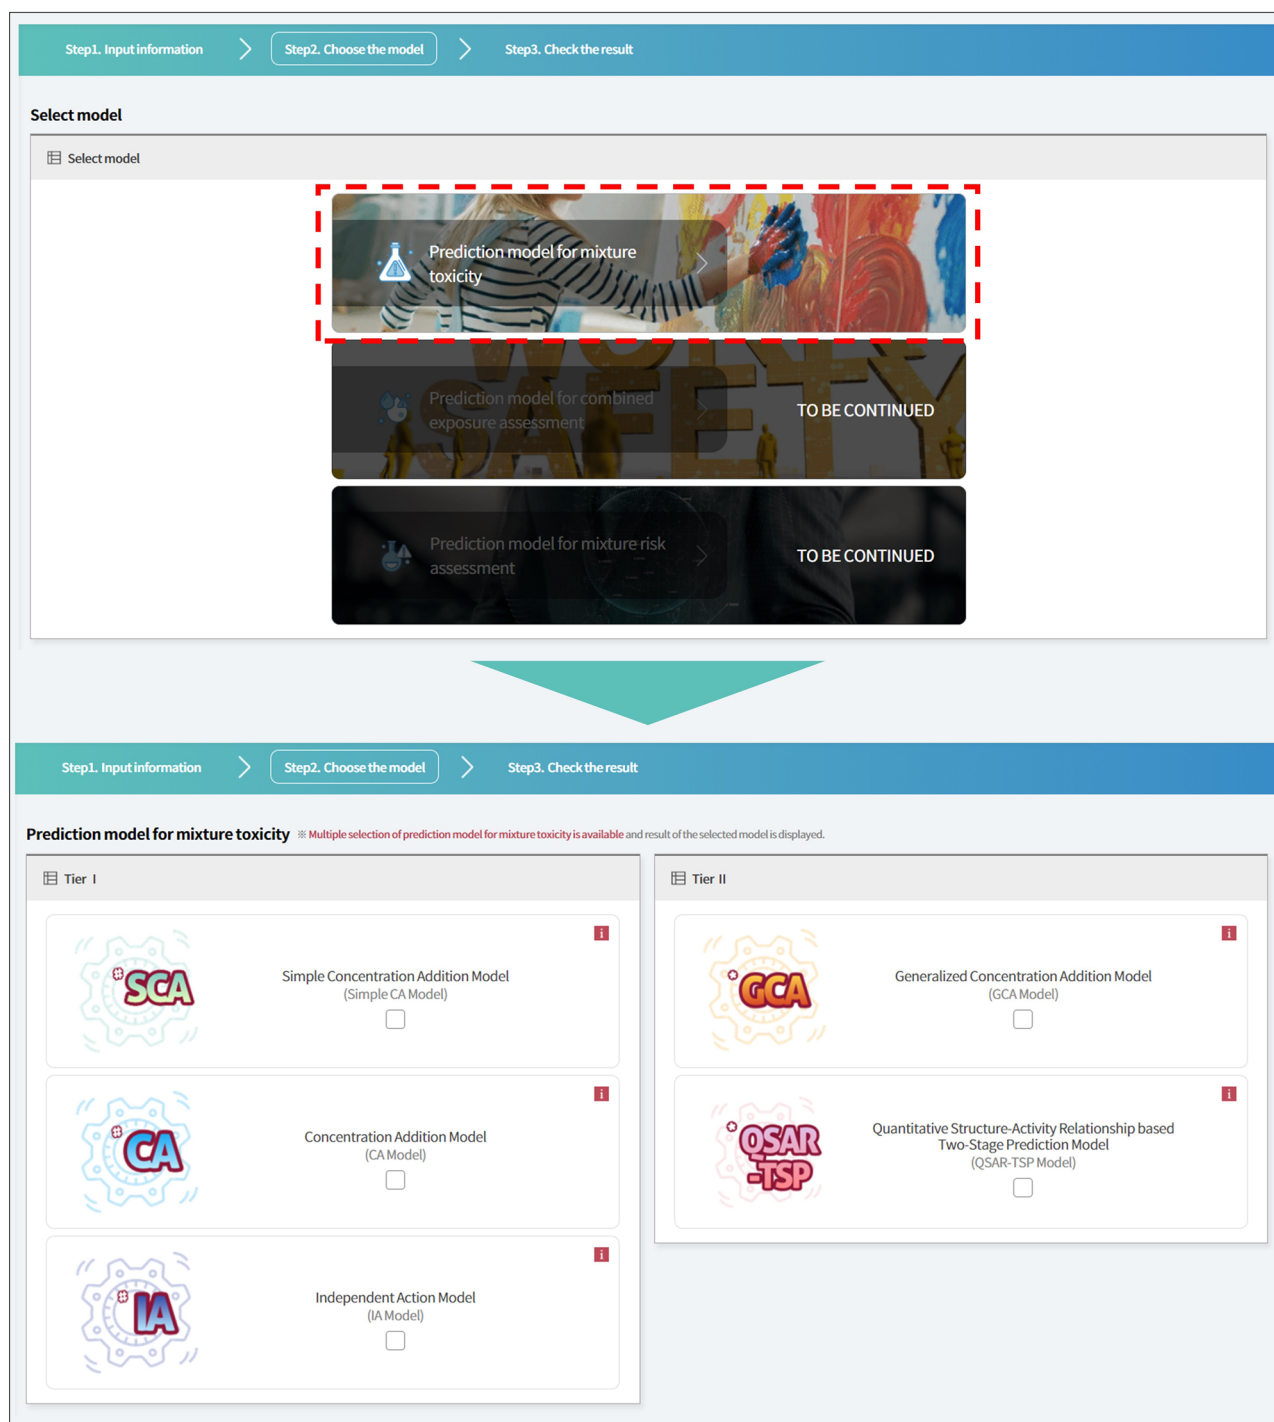 Step1. Input information
Step2. Choose the model
Step3. Check the result
Select model
Select model
Prediction model for mixture
toxicity
WORK
SAFETY
Prediction model for combined
exposure assessment
TO BE CONTINUED
Prediction model for mixture risk
assessment
TO BE CONTINUED
Step1. Input information
Step2. Choose the model
Step3. Check the result
Prediction model for mixture toxicity ※ Multiple selection of prediction model for mixture toxicity is available and result of the selected model is displayed.
Tier I
SCA
i
Simple Concentration Addition Model
(Simple CA Model)
CA
i
Concentration Addition Model
(CA Model)
IA
i
Independent Action Model
(IA Model)
Tier II
GCA
i
Generalized Concentration Addition Model
(GCA Model)
QSAR
-TSP
i
Quantitative Structure-Activity Relationship based
Two-Stage Prediction Model
(QSAR-TSP Model)